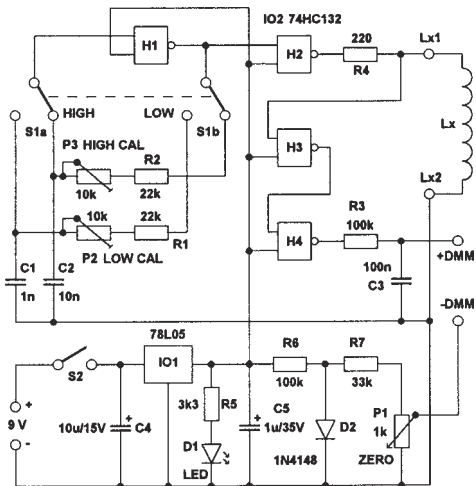 IO2 74HC132
H1
H2
220
R4
Lx1
HIGH
LOW
S1a
S1b
Lx
P3 HIGH CAL
R2
H3
10k
22k
Lx2
10k
22k
R1
H4
R3
100k
P2 LOW CAL
+DMM
C1
1n
C2
10n
100n
C3
-DMM
78L05
S2
IO1
R6
R7
100k
33k
+
9 V
-
+
10u/15V
C4
3k3
R5
+
C5
1u/35V
D2
P1
1k
D1
LED
1N4148
ZERO